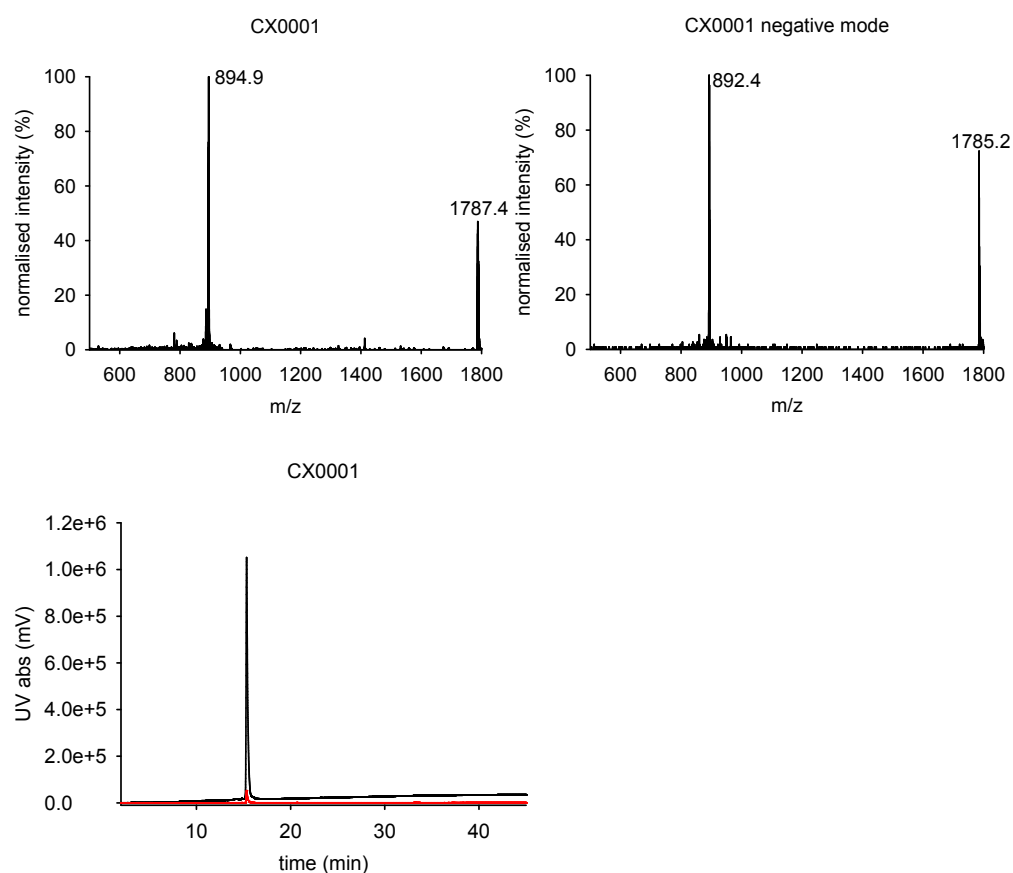 CX0001
normalised intensity (%)
100
80
60
40
20
0
894.9
1787.4
600 800 1000 1200 1400 1600 1800
m/z
CX0001 negative mode
normalised intensity (%)
100
80
60
40
20
0
892.4
1785.2
600 800 1000 1200 1400 1600 1800
m/z
CX0001
UV abs (mV)
1.2e+6
1.0e+6
8.0e+5
6.0e+5
4.0e+5
2.0e+5
0.0
10 20 30 40
time (min)